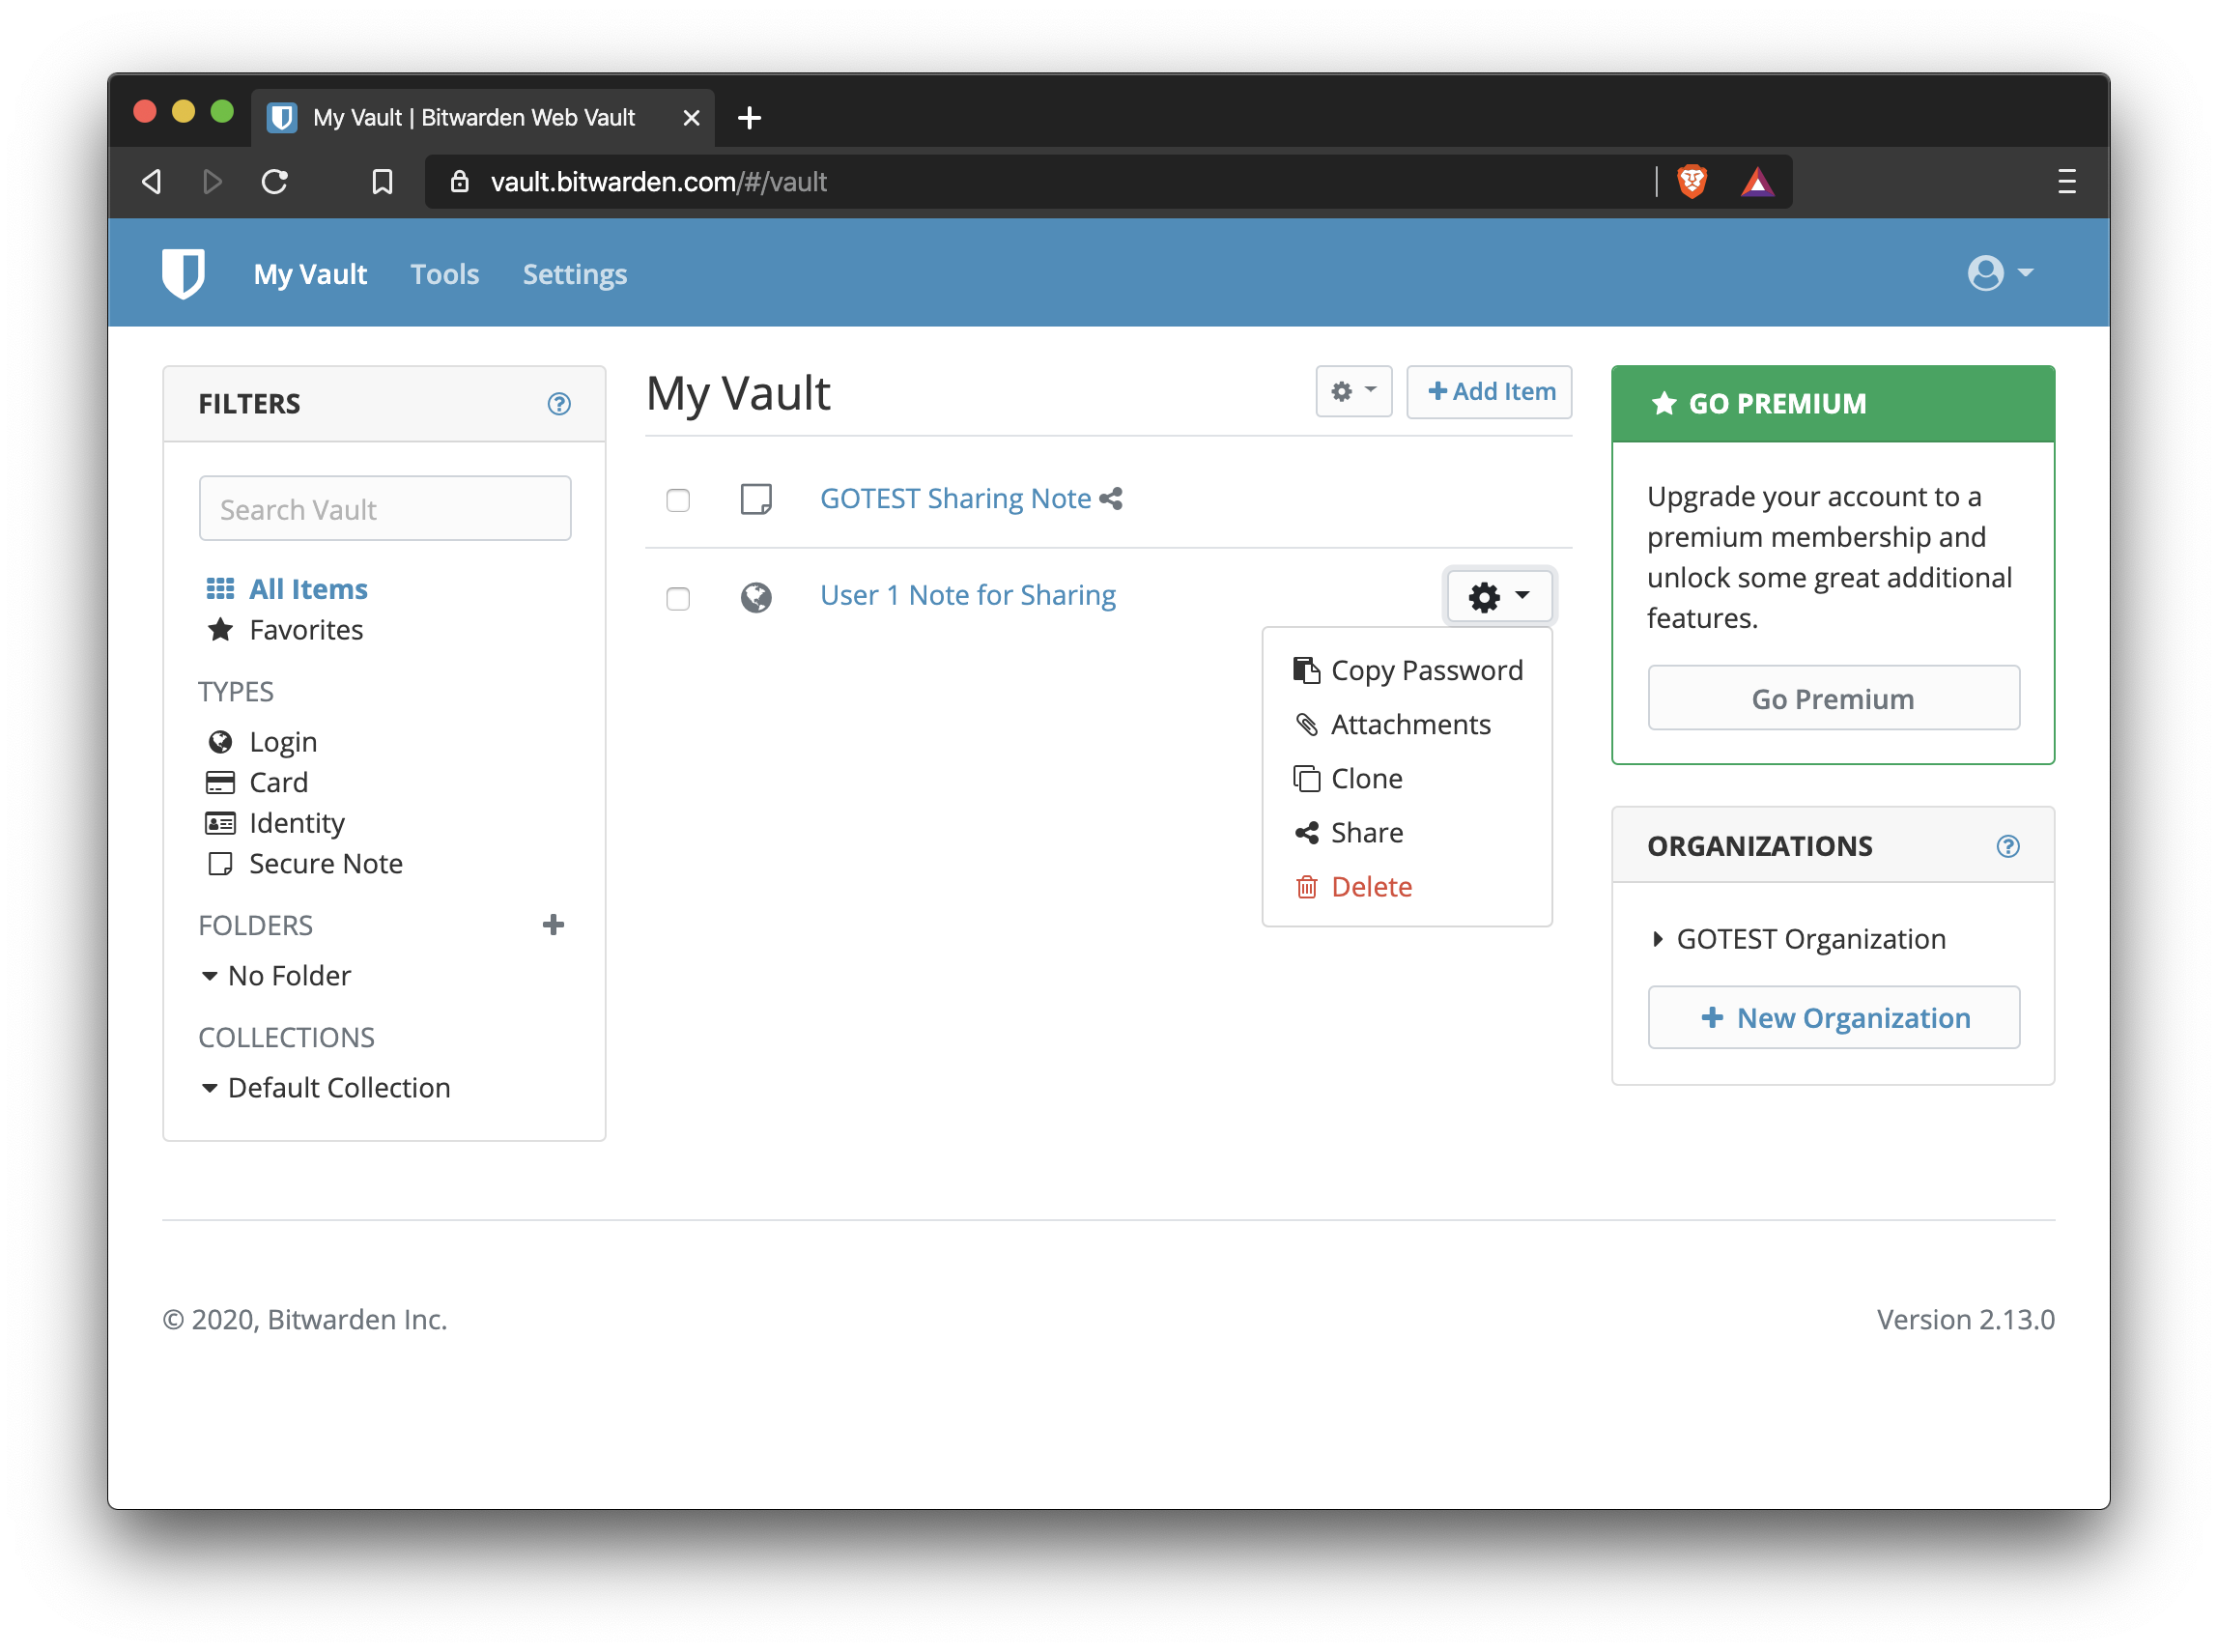 My Vault | Bitwarden Web Vault
vault.bitwarden.com/#/vault
My Vault
Tools
Settings
FILTERS
Search Vault
All Items
Favorites
TYPES
Login
Card
Identity
Secure Note
FOLDERS
No Folder
COLLECTIONS
Default Collection
My Vault
Add Item
GOTEST Sharing Note
User 1 Note for Sharing
Copy Password
Attachments
Clone
Share
Delete
GO PREMIUM
Upgrade your account to a
premium membership and
unlock some great additional
features.
Go Premium
ORGANIZATIONS
GOTEST Organization
New Organization
© 2020, Bitwarden Inc.
Version 2.13.0